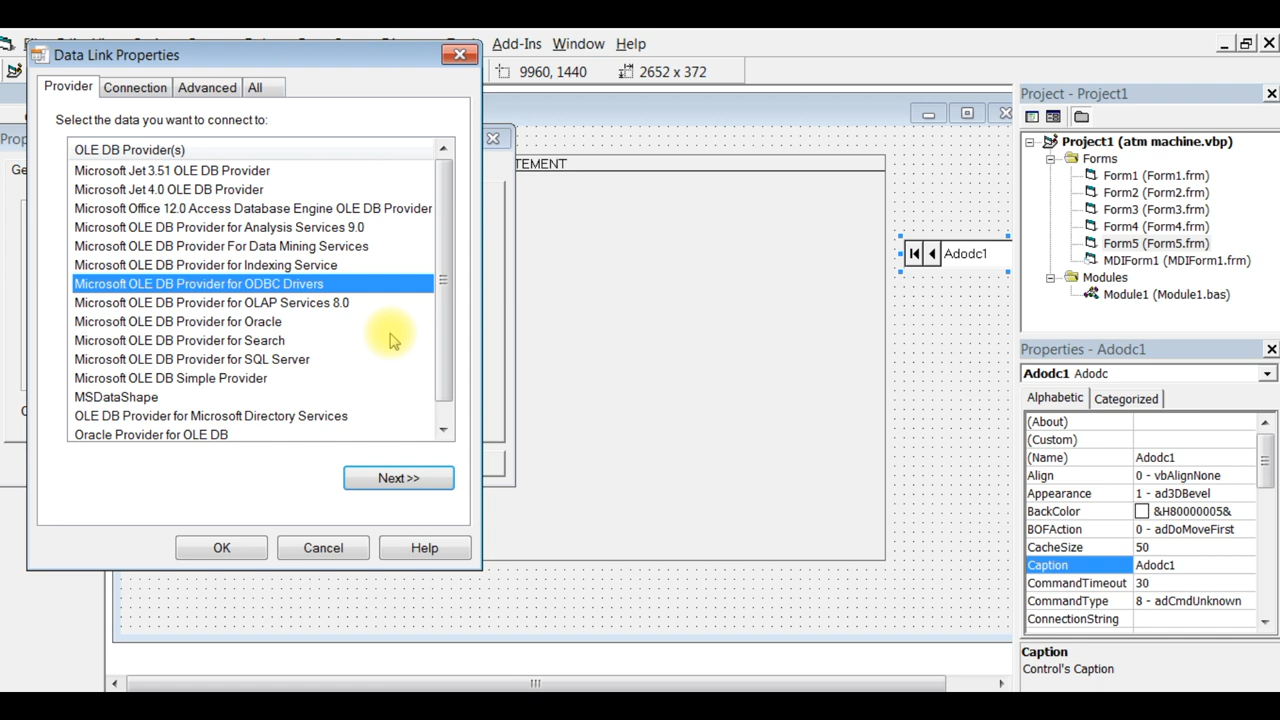 Data Link Properties
Add-Ins Window Help
9960, 1440 2652 x 372
Provider Connection Advanced All
Select the data you want to connect to:
OLE DB Provider(s)
Microsoft Jet 3.51 OLE DB Provider
Microsoft Jet 4.0 OLE DB Provider
Microsoft Office 12.0 Access Database Engine OLE DB Provider
Microsoft OLE DB Provider for Analysis Services 9.0
Microsoft OLE DB Provider For Data Mining Services
Microsoft OLE DB Provider for Indexing Service
Microsoft OLE DB Provider for ODBC Drivers
Microsoft OLE DB Provider for OLAP Services 8.0
Microsoft OLE DB Provider for Oracle
Microsoft OLE DB Provider for Search
Microsoft OLE DB Provider for SQL Server
Microsoft OLE DB Simple Provider
MSDataShape
OLE DB Provider for Microsoft Directory Services
Oracle Provider for OLE DB
Next >>
OK Cancel Help
Prop
Ge
TEMENT
Adodc1
Project - Project1
Project1 (atm machine.vbp)
Forms
Form1 (Form1.frm)
Form2 (Form2.frm)
Form3 (Form3.frm)
Form4 (Form4.frm)
Form5 (Form5.frm)
MDIForm1 (MDIForm1.frm)
Modules
Module1 (Module1.bas)
Properties - Adodc1
Adodc1 Adodc
Alphabetic Categorized
(About)
(Custom)
(Name) Adodc1
Align 0 - vbAlignNone
Appearance 1 - ad3DBevel
BackColor &H80000005&
BOFAction 0 - adDoMoveFirst
CacheSize 50
Caption Adodc1
CommandTimeout 30
CommandType 8 - adCmdUnknown
ConnectionString
Caption
Control's Caption